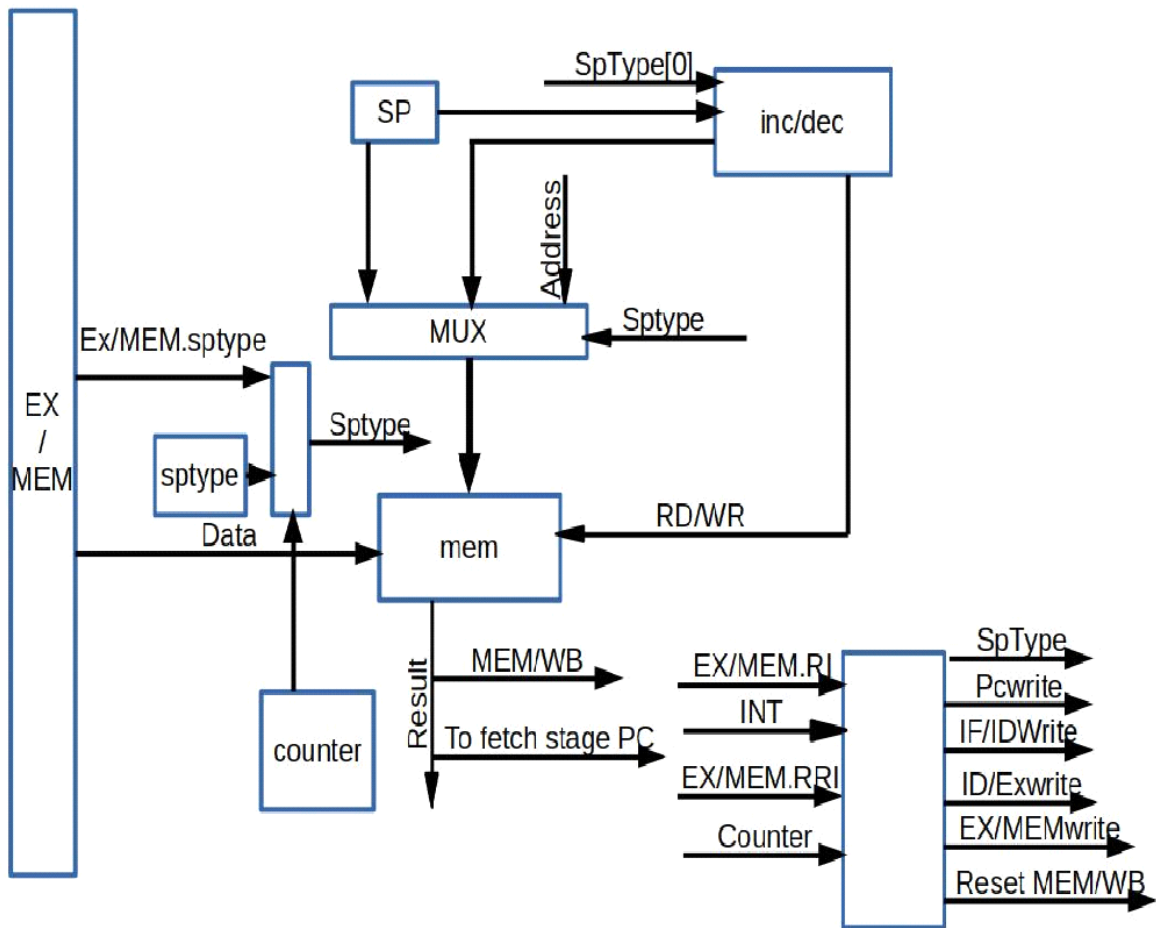 SpType[0]
SP
inc/dec
Address
MUX
Sptype
Ex/MEM.sptype
EX
/
MEM
Sptype
sptype
Data
mem
RD/WR
Result
MEM/WB
To fetch stage PC
counter
EX/MEM.RI
INT
EX/MEM.RRI
Counter
SpType
Pcwrite
IF/IDWrite
ID/Exwrite
EX/MEMwrite
Reset MEM/WB